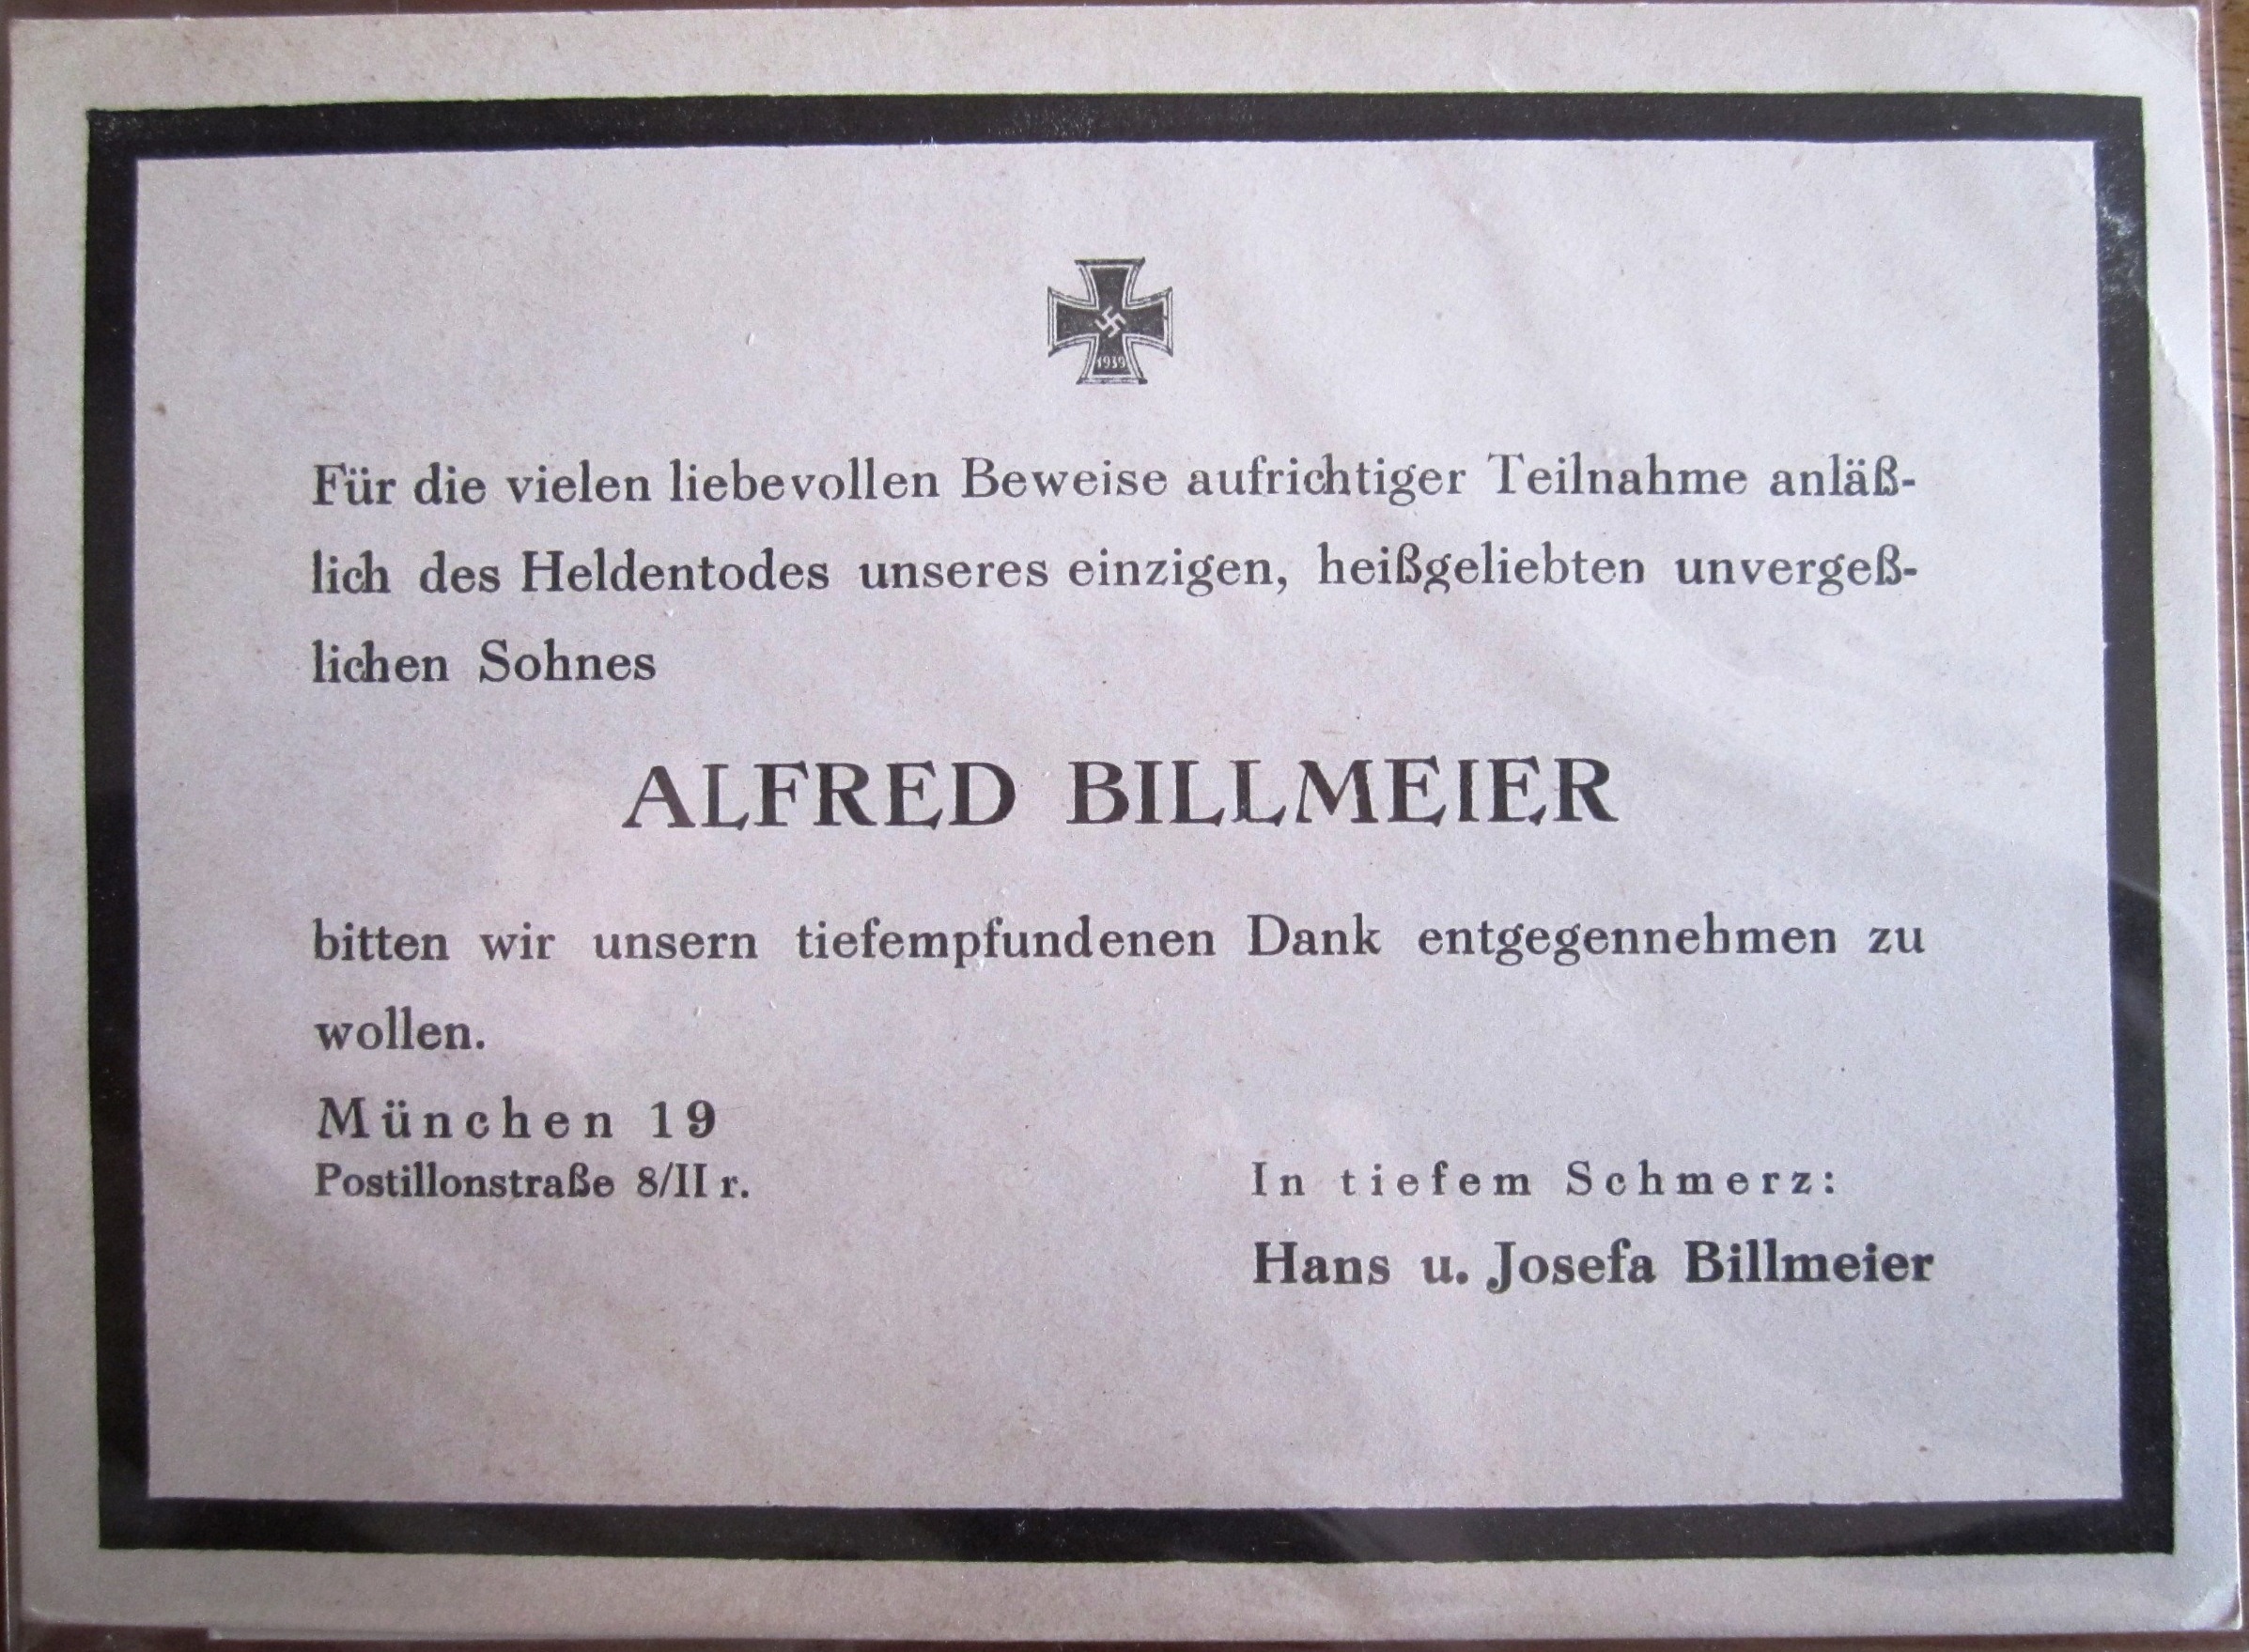 1939
Für die vielen liebevollen Beweise aufrichtiger Teilnahme anläß-
lich des Heldentodes unseres einzigen, heißgeliebten unvergeß-
lichen Sohnes
ALFRED BILLMEIER
bitten wir unsern tiefempfundenen Dank entgegennehmen zu
wollen.
München 19
Postillonstraße 8/II r.
In tiefem Schmerz:
Hans u. Josefa Billmeier